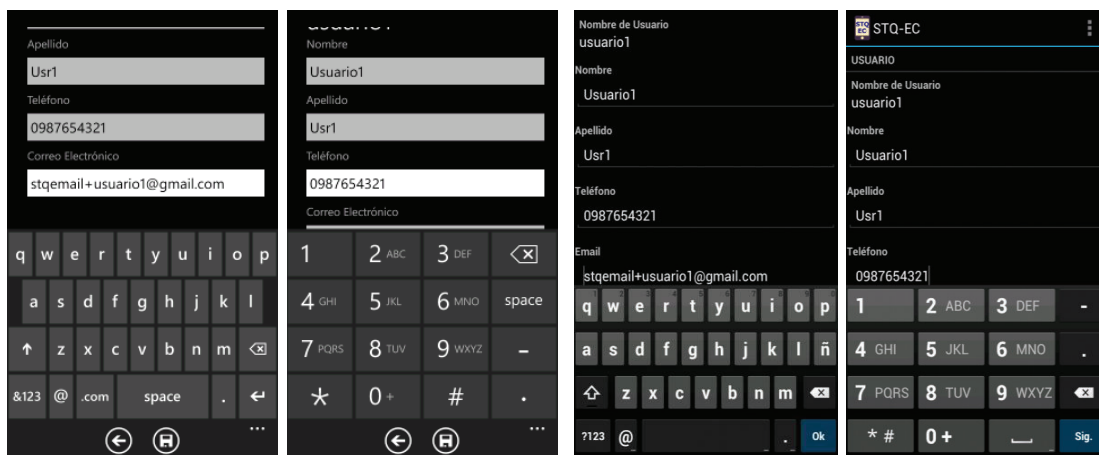 Apellido
Usr1
Teléfono
0987654321
Correo Electrónico
stqemail+usuario1@gmail.com
q w e r t y u i o p
a s d f g h j k l
z x c v b n m
&123 @ .com space .
...
Nombre
Usuario1
Apellido
Usr1
Teléfono
0987654321
Correo Electrónico
1 2 ABC 3 DEF
4 GHI 5 JKL 6 MNO space
7 PQRS 8 TUV 9 WXYZ -
* 0 + # .
...
Nombre de Usuario
usuario1
Nombre
Usuario1
Apellido
Usr1
Teléfono
0987654321
Email
stqemail+usuario1@gmail.com
q w e r t y u i o p
a s d f g h j k l ñ
z x c v b n m
?123 @ . Ok
STQ-EC
USUARIO
Nombre de Usuario
usuario1
Nombre
Usuario1
Apellido
Usr1
Teléfono
0987654321
1 2 ABC 3 DEF -
4 GHI 5 JKL 6 MNO .
7 PQRS 8 TUV 9 WXYZ
* # 0 + Sig.